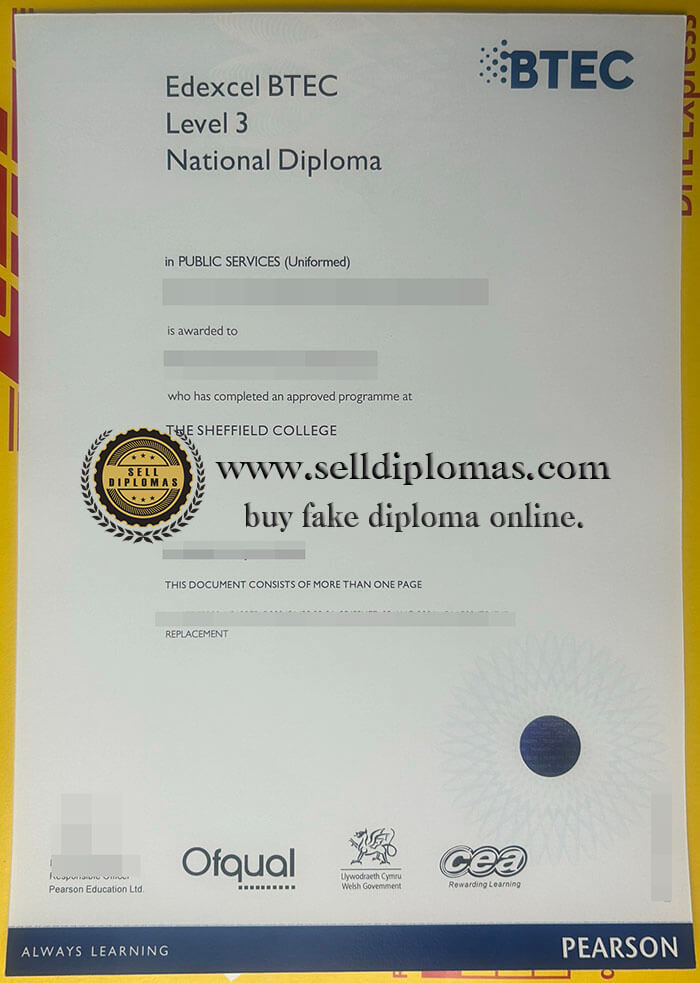 BTEC
Edexcel BTEC
Level 3
National Diploma
in PUBLIC SERVICES (Uniformed)
is awarded to
who has completed an approved programme at
THE SHEFFIELD COLLEGE
SELL
DIPLOMAS
www.selldiplomas.com
buy fake diploma online.
THIS DOCUMENT CONSISTS OF MORE THAN ONE PAGE
REPLACEMENT
Responsible Officer
Pearson Education Ltd.
Ofqual
Llywodraeth Cymru
Welsh Government
cea
Rewarding Learning
ALWAYS LEARNING
PEARSON
Express